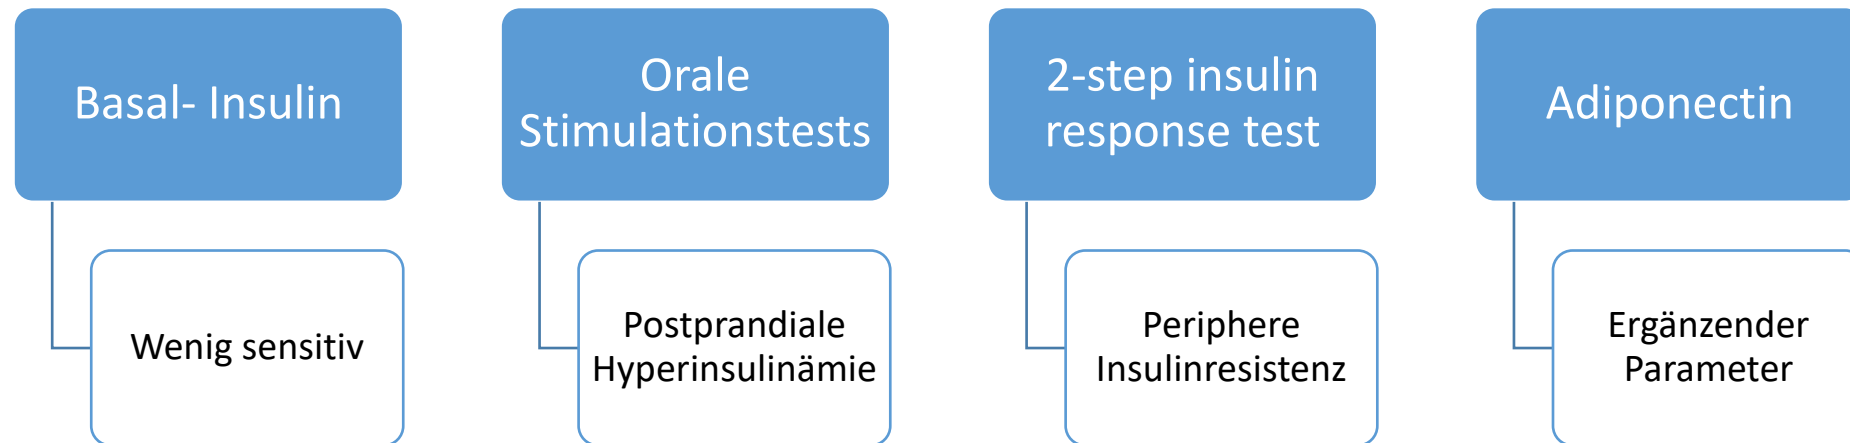 Basal- Insulin
Wenig sensitiv
Orale
Stimulationstests
Postprandiale
Hyperinsulinämie
2-step insulin
response test
Periphere
Insulinresistenz
Adiponectin
Ergänzender
Parameter